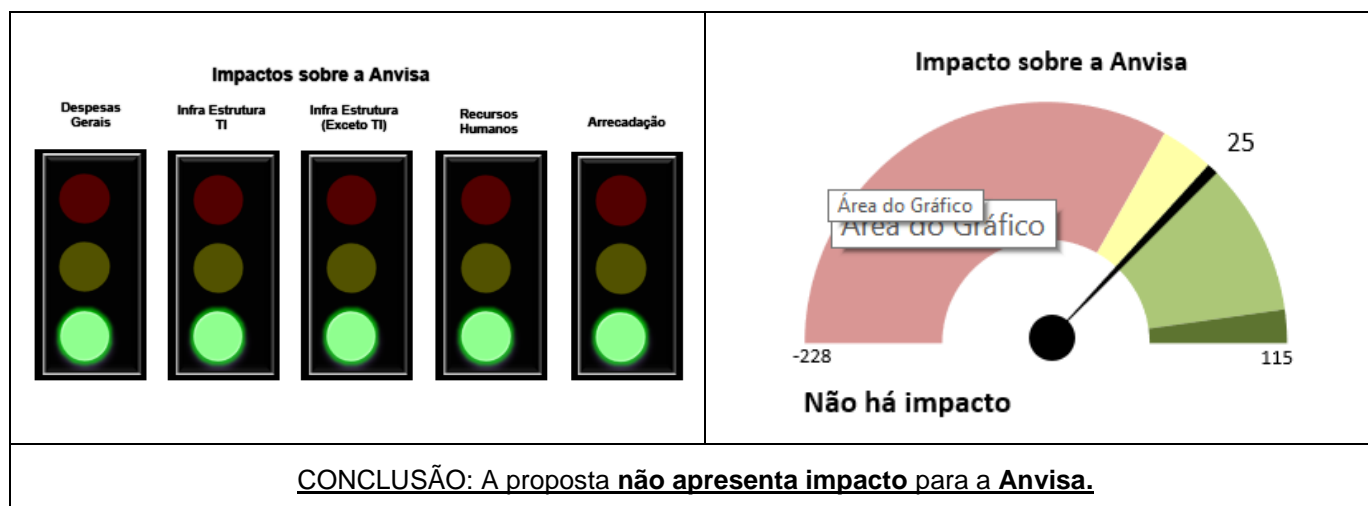 Impactos sobre a Anvisa
Despesas
Gerais
Infra Estrutura
TI
Infra Estrutura
(Exceto TI)
Recursos
Humanos
Arrecadação
Impacto sobre a Anvisa
25
Área do Gráfico
Área do Gráfico
-228
115
Não há impacto
CONCLUSÃO: A proposta não apresenta impacto para a Anvisa.